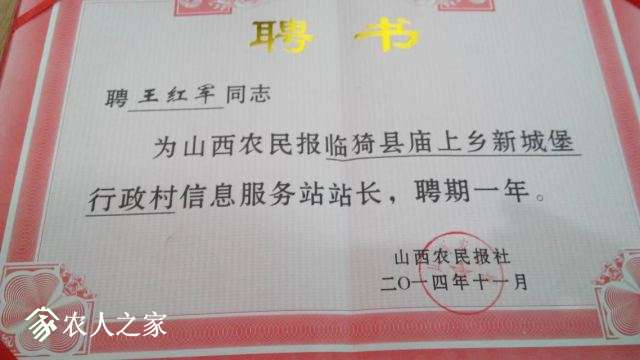 聘书
聘 王红军 同志
为山西农民报临猗县庙上乡新城堡
行政村信息服务站站长，聘期一年。
山西农民报社
二〇一四年十一月
农人之家